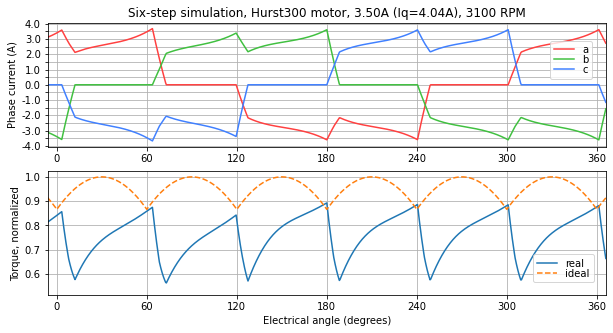 Six-step simulation, Hurst300 motor, 3.50A (Iq=4.04A), 3100 RPM
Phase current (A)
4.0
3.0
2.0
1.0
0.0
-1.0
-2.0
-3.0
-4.0
a
b
c
0 60 120 180 240 300 360
Torque, normalized
1.0
0.9
0.8
0.7
0.6
real
ideal
0 60 120 180 240 300 360
Electrical angle (degrees)